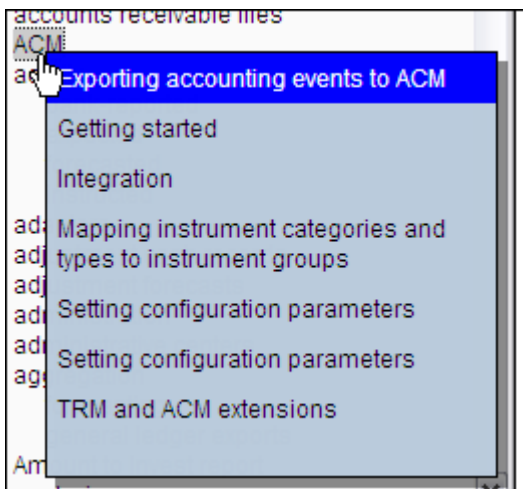 accounts receivable files
ACM
Exporting accounting events to ACM
Getting started
Integration
Mapping instrument categories and
types to instrument groups
Setting configuration parameters
Setting configuration parameters
TRM and ACM extensions